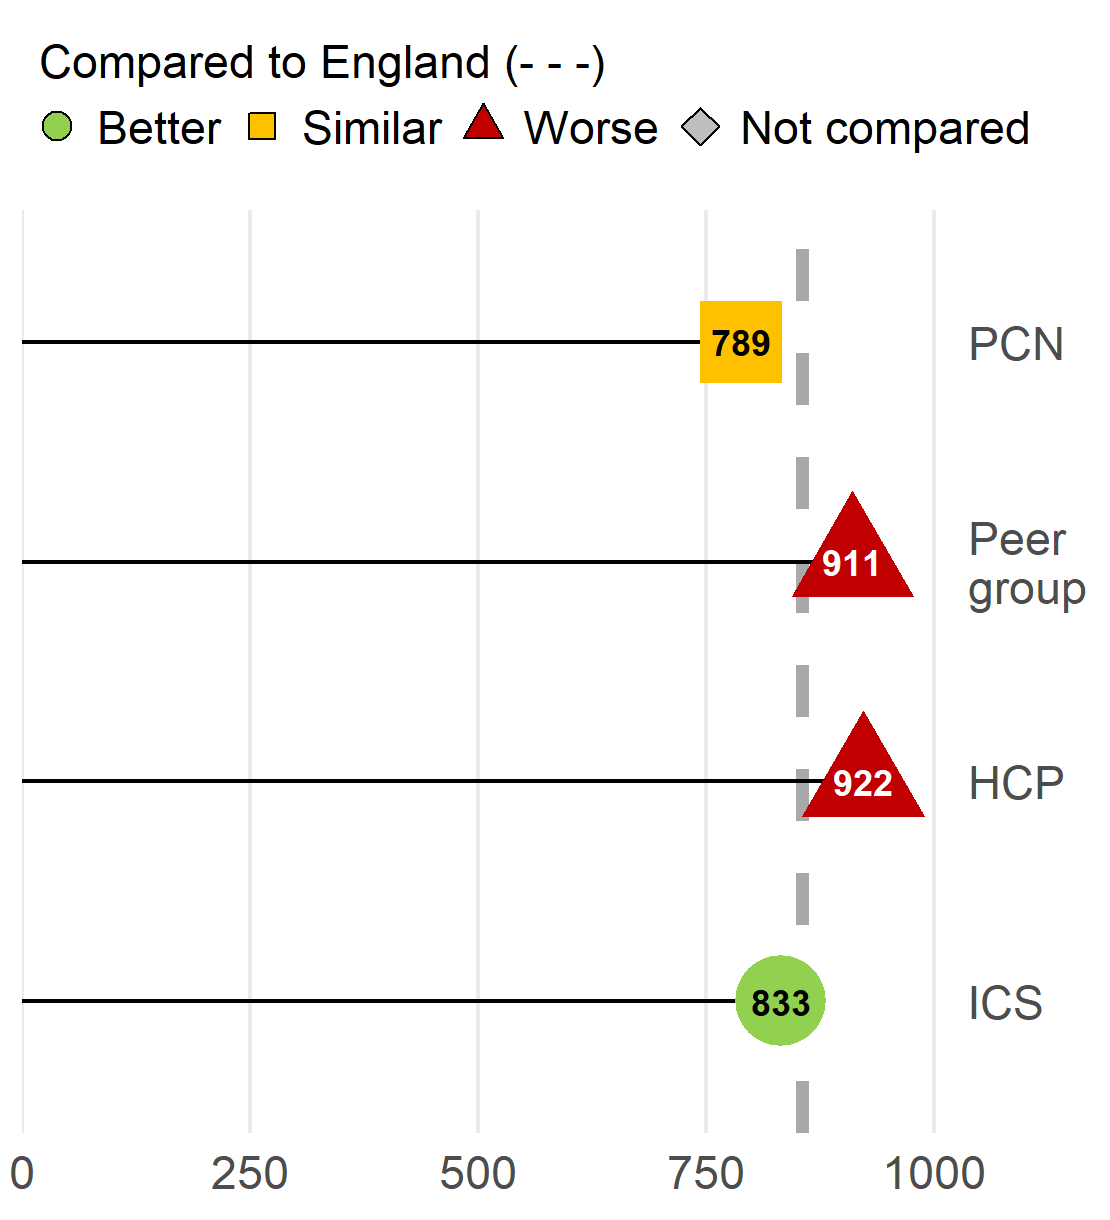 Compared to England (- - -)
Better Similar Worse Not compared
789 PCN
911 Peer
group
922 HCP
833 ICS
0 250 500 750 1000